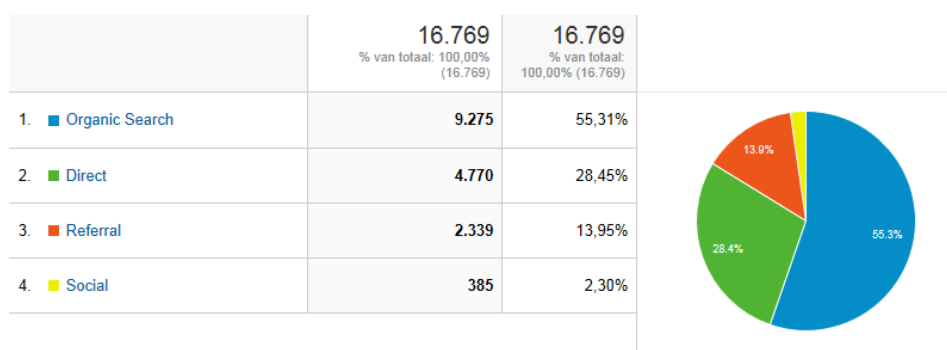 16.769
% van totaal: 100,00%
(16.769)
16.769
% van totaal:
100,00% (16.769)
1. Organic Search 9.275 55,31%
2. Direct 4.770 28,45%
3. Referral 2.339 13,95%
4. Social 385 2,30%
13.9%
55.3%
28.4%